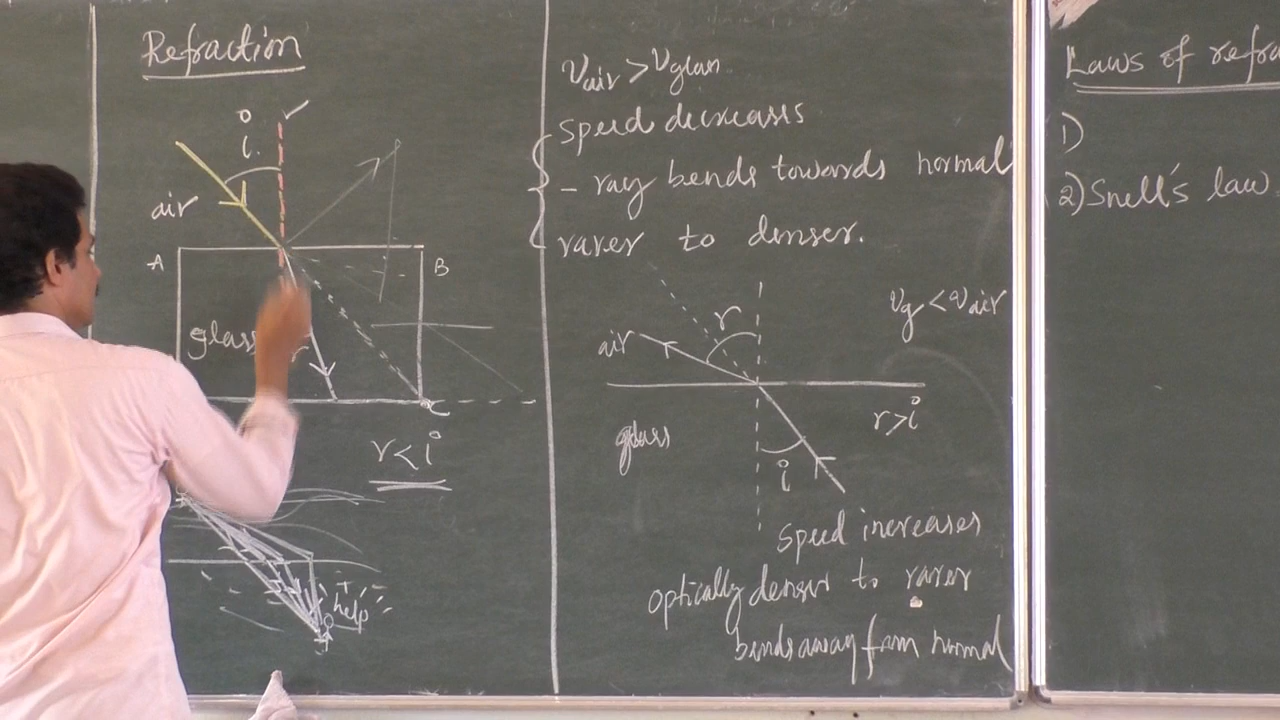 Refraction
i
air
A
B
glass
r
C
r<i
help
Vair > Vglass
Speed decreases
- ray bends towards normal
rarer to denser.
vg < vair
r
air
glass
r>i
i
speed increases
optically denser to rarer
bends away from normal
Laws of refra
1)
2) Snell's law